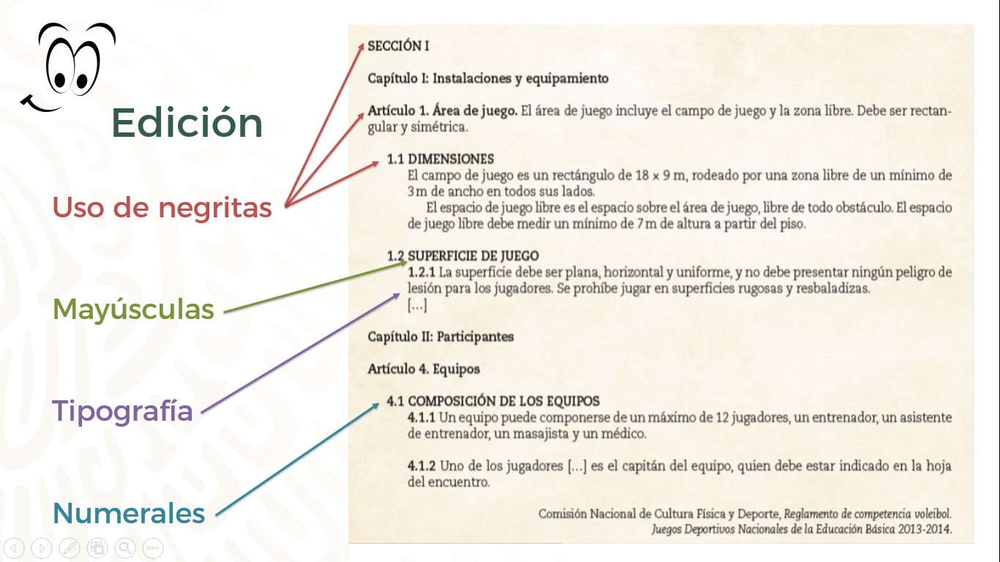 Edición
Uso de negritas
Mayúsculas
Tipografía
Numerales
SECCIÓN I
Capítulo I: Instalaciones y equipamiento
Artículo 1. Área de juego. El área de juego incluye el campo de juego y la zona libre. Debe ser rectan-
gular y simétrica.
1.1 DIMENSIONES
El campo de juego es un rectángulo de 18 × 9 m, rodeado por una zona libre de un mínimo de
3 m de ancho en todos sus lados.
El espacio de juego libre es el espacio sobre el área de juego, libre de todo obstáculo. El espacio
de juego libre debe medir un mínimo de 7 m de altura a partir del piso.
1.2 SUPERFICIE DE JUEGO
1.2.1 La superficie debe ser plana, horizontal y uniforme, y no debe presentar ningún peligro de
lesión para los jugadores. Se prohíbe jugar en superficies rugosas y resbaladizas.
[…]
Capítulo II: Participantes
Artículo 4. Equipos
4.1 COMPOSICIÓN DE LOS EQUIPOS
4.1.1 Un equipo puede componerse de un máximo de 12 jugadores, un entrenador, un asistente
de entrenador, un masajista y un médico.
4.1.2 Uno de los jugadores […] es el capitán del equipo, quien debe estar indicado en la hoja
del encuentro.
Comisión Nacional de Cultura Física y Deporte, Reglamento de competencia voleibol.
Juegos Deportivos Nacionales de la Educación Básica 2013-2014.